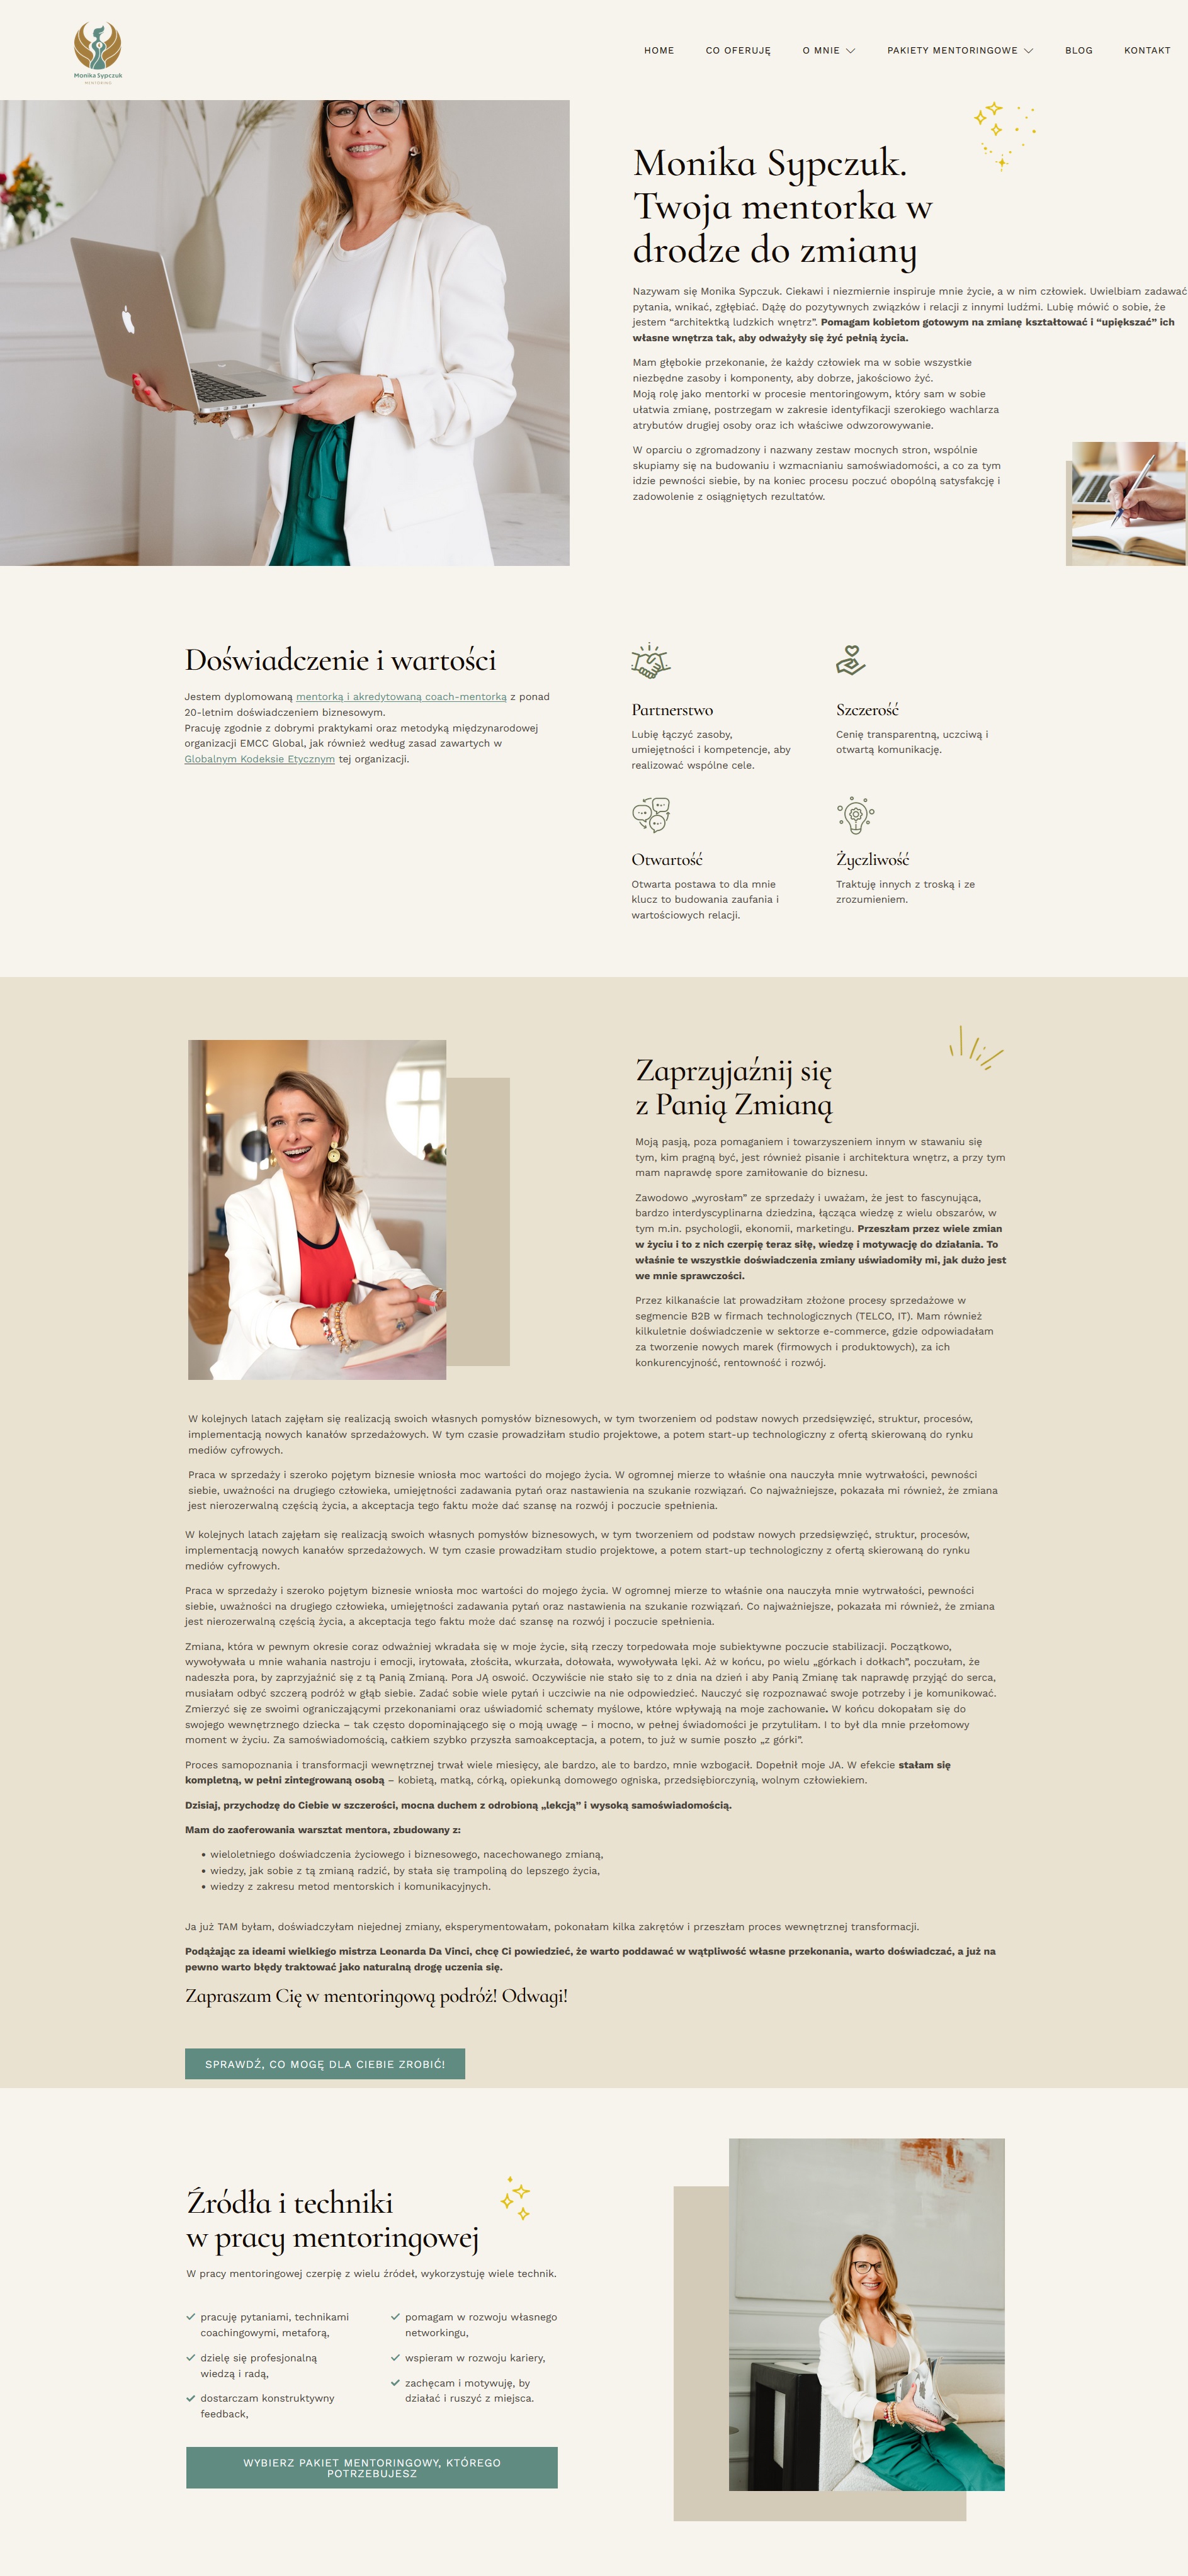 Monika Sypczuk
MENTORING
HOME
CO OFERUJĘ
O MNIE
PAKIETY MENTORINGOWE
BLOG
KONTAKT
Monika Sypczuk.
Twoja mentorka w
drodze do zmiany
Nazywam się Monika Sypczuk. Ciekawi i niezmiernie inspiruje mnie życie, a w nim człowiek. Uwielbiam zadawać
pytania, wnikać, zgłębiać. Dążę do pozytywnych związków i relacji z innymi ludźmi. Lubię mówić o sobie, że
jestem “architektką ludzkich wnętrz”. Pomagam kobietom gotowym na zmianę kształtować i “upiększać” ich
własne wnętrza tak, aby odważyły się żyć pełnią życia.
Mam głębokie przekonanie, że każdy człowiek ma w sobie wszystkie
niezbędne zasoby i komponenty, aby dobrze, jakościowo żyć.
Moją rolę jako mentorki w procesie mentoringowym, który sam w sobie
ułatwia zmianę, postrzegam w zakresie identyfikacji szerokiego wachlarza
atrybutów drugiej osoby oraz ich właściwe odwzorowywanie.
W oparciu o zgromadzony i nazwany zestaw mocnych stron, wspólnie
skupiamy się na budowaniu i wzmacnianiu samoświadomości, a co za tym
idzie pewności siebie, by na koniec procesu poczuć obopólną satysfakcję i
zadowolenie z osiągniętych rezultatów.
Doświadczenie i wartości
Jestem dyplomowaną mentorką i akredytowaną coach-mentorką z ponad
20-letnim doświadczeniem biznesowym.
Pracuję zgodnie z dobrymi praktykami oraz metodyką międzynarodowej
organizacji EMCC Global, jak również według zasad zawartych w
Globalnym Kodeksie Etycznym tej organizacji.
Partnerstwo
Lubię łączyć zasoby,
umiejętności i kompetencje, aby
realizować wspólne cele.
Szczerość
Cenię transparentną, uczciwą i
otwartą komunikację.
Otwartość
Otwarta postawa to dla mnie
klucz to budowania zaufania i
wartościowych relacji.
Życzliwość
Traktuję innych z troską i ze
zrozumieniem.
Zaprzyjaźnij się
z Panią Zmianą
Moją pasją, poza pomaganiem i towarzyszeniem innym w stawaniu się
tym, kim pragną być, jest również pisanie i architektura wnętrz, a przy tym
mam naprawdę spore zamiłowanie do biznesu.
Zawodowo „wyrosłam” ze sprzedaży i uważam, że jest to fascynująca,
bardzo interdyscyplinarna dziedzina, łącząca wiedzę z wielu obszarów, w
tym m.in. psychologii, ekonomii, marketingu. Przeszłam przez wiele zmian
w życiu i to z nich czerpię teraz siłę, wiedzę i motywację do działania. To
właśnie te wszystkie doświadczenia zmiany uświadomiły mi, jak dużo jest
we mnie sprawczości.
Przez kilkanaście lat prowadziłam złożone procesy sprzedażowe w
segmencie B2B w firmach technologicznych (TELCO, IT). Mam również
kilkuletnie doświadczenie w sektorze e-commerce, gdzie odpowiadałam
za tworzenie nowych marek (firmowych i produktowych), za ich
konkurencyjność, rentowność i rozwój.
W kolejnych latach zajęłam się realizacją swoich własnych pomysłów biznesowych, w tym tworzeniem od podstaw nowych przedsięwzięć, struktur, procesów,
implementacją nowych kanałów sprzedażowych. W tym czasie prowadziłam studio projektowe, a potem start-up technologiczny z ofertą skierowaną do rynku
mediów cyfrowych.
Praca w sprzedaży i szeroko pojętym biznesie wniosła moc wartości do mojego życia. W ogromnej mierze to właśnie ona nauczyła mnie wytrwałości, pewności
siebie, uważności na drugiego człowieka, umiejętności zadawania pytań oraz nastawienia na szukanie rozwiązań. Co najważniejsze, pokazała mi również, że zmiana
jest nierozerwalną częścią życia, a akceptacja tego faktu może dać szansę na rozwój i poczucie spełnienia.
W kolejnych latach zajęłam się realizacją swoich własnych pomysłów biznesowych, w tym tworzeniem od podstaw nowych przedsięwzięć, struktur, procesów,
implementacją nowych kanałów sprzedażowych. W tym czasie prowadziłam studio projektowe, a potem start-up technologiczny z ofertą skierowaną do rynku
mediów cyfrowych.
Praca w sprzedaży i szeroko pojętym biznesie wniosła moc wartości do mojego życia. W ogromnej mierze to właśnie ona nauczyła mnie wytrwałości, pewności
siebie, uważności na drugiego człowieka, umiejętności zadawania pytań oraz nastawienia na szukanie rozwiązań. Co najważniejsze, pokazała mi również, że zmiana
jest nierozerwalną częścią życia, a akceptacja tego faktu może dać szansę na rozwój i poczucie spełnienia.
Zmiana, która w pewnym okresie coraz odważniej wkradała się w moje życie, siłą rzeczy torpedowała moje subiektywne poczucie stabilizacji. Początkowo,
wywoływała u mnie wahania nastroju i emocji, irytowała, złościła, wkurzała, dołowała, wywoływała lęki. Aż w końcu, po wielu „górkach i dołkach”, poczułam, że
nadeszła pora, by zaprzyjaźnić się z tą Panią Zmianą. Pora JĄ oswoić. Oczywiście nie stało się to z dnia na dzień i aby Panią Zmianę tak naprawdę przyjąć do serca,
musiałam odbyć szczerą podróż w głąb siebie. Zadać sobie wiele pytań i uczciwie na nie odpowiedzieć. Nauczyć się rozpoznawać swoje potrzeby i je komunikować.
Zmierzyć się ze swoimi ograniczającymi przekonaniami oraz uświadomić schematy myślowe, które wpływają na moje zachowanie. W końcu dokopałam się do
swojego wewnętrznego dziecka – tak często dopominającego się o moją uwagę – i mocno, w pełnej świadomości je przytuliłam. I to był dla mnie przełomowy
moment w życiu. Za samoświadomością, całkiem szybko przyszła samoakceptacja, a potem, to już w sumie poszło „z górki”.
Proces samopoznania i transformacji wewnętrznej trwał wiele miesięcy, ale bardzo, ale to bardzo, mnie wzbogacił. Dopełnił moje JA. W efekcie stałam się
kompletną, w pełni zintegrowaną osobą – kobietą, matką, córką, opiekunką domowego ogniska, przedsiębiorczynią, wolnym człowiekiem.
Dzisiaj, przychodzę do Ciebie w szczerości, mocna duchem z odrobioną „lekcją” i wysoką samoświadomością.
Mam do zaoferowania warsztat mentora, zbudowany z:
• wieloletniego doświadczenia życiowego i biznesowego, nacechowanego zmianą,
• wiedzy, jak sobie z tą zmianą radzić, by stała się trampoliną do lepszego życia,
• wiedzy z zakresu metod mentorskich i komunikacyjnych.
Ja już TAM byłam, doświadczyłam niejednej zmiany, eksperymentowałam, pokonałam kilka zakrętów i przeszłam proces wewnętrznej transformacji.
Podążając za ideami wielkiego mistrza Leonarda Da Vinci, chcę Ci powiedzieć, że warto poddawać w wątpliwość własne przekonania, warto doświadczać, a już na
pewno warto błędy traktować jako naturalną drogę uczenia się.
Zapraszam Cię w mentoringową podróż! Odwagi!
SPRAWDŹ, CO MOGĘ DLA CIEBIE ZROBIĆ!
Źródła i techniki
w pracy mentoringowej
W pracy mentoringowej czerpię z wielu źródeł, wykorzystuję wiele technik.
pracuję pytaniami, technikami
coachingowymi, metaforą,
dzielę się profesjonalną
wiedzą i radą,
dostarczam konstruktywny
feedback,
pomagam w rozwoju własnego
networkingu,
wspieram w rozwoju kariery,
zachęcam i motywuję, by
działać i ruszyć z miejsca.
WYBIERZ PAKIET MENTORINGOWY, KTÓREGO
POTRZEBUJESZ